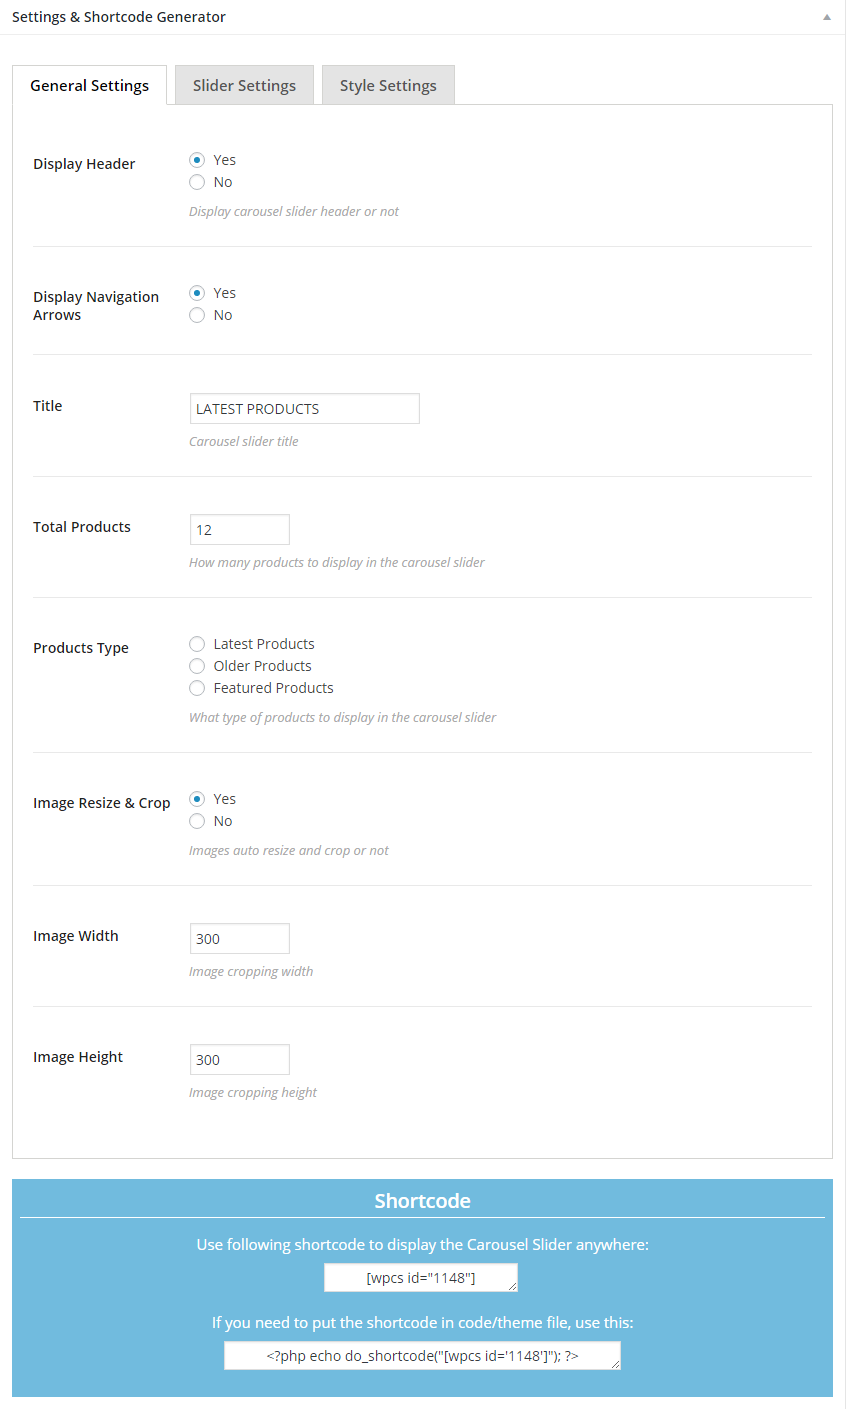 Settings & Shortcode Generator
General Settings
Slider Settings
Style Settings
Display Header
Yes
No
Display carousel slider header or not
Display Navigation
Arrows
Yes
No
Title
LATEST PRODUCTS
Carousel slider title
Total Products
12
How many products to display in the carousel slider
Products Type
Latest Products
Older Products
Featured Products
What type of products to display in the carousel slider
Image Resize & Crop
Yes
No
Images auto resize and crop or not
Image Width
300
Image cropping width
Image Height
300
Image cropping height
Shortcode
Use following shortcode to display the Carousel Slider anywhere:
[wpcs id="1148"]
If you need to put the shortcode in code/theme file, use this:
<?php echo do_shortcode("[wpcs id='1148']"); ?>